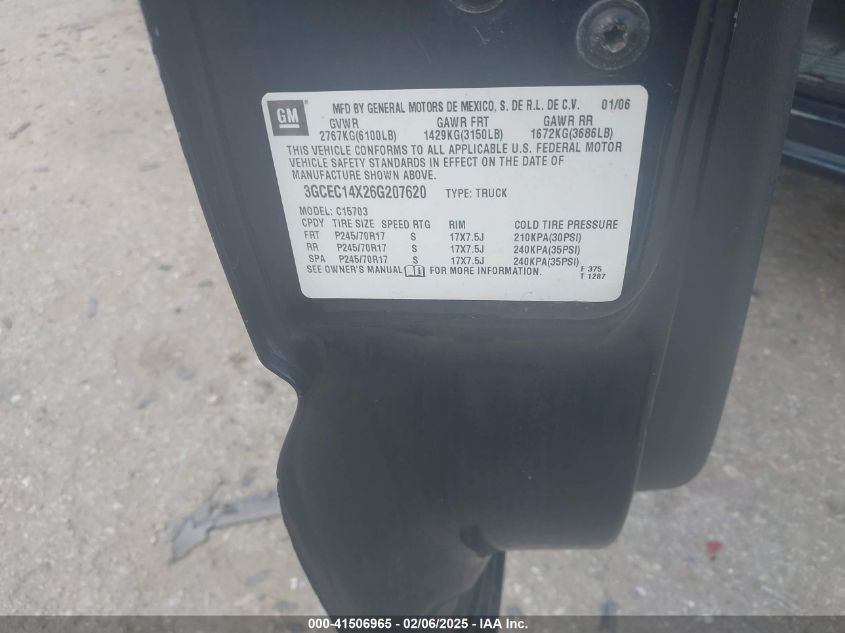 GM
MFD BY GENERAL MOTORS DE MEXICO, S. DE R.L. DE C.V. 01/06
GVWR GAWR FRT GAWR RR
2767KG(6100LB) 1429KG(3150LB) 1672KG(3686LB)
THIS VEHICLE CONFORMS TO ALL APPLICABLE U.S. FEDERAL MOTOR
VEHICLE SAFETY STANDARDS IN EFFECT ON THE DATE OF
MANUFACTURE SHOWN ABOVE.
3GCEC14X26G207620 TYPE: TRUCK
MODEL: C15703
CPDY TIRE SIZE SPEED RTG RIM COLD TIRE PRESSURE
FRT P245/70R17 S 17X7.5J 210KPA(30PSI)
RR P245/70R17 S 17X7.5J 240KPA(35PSI)
SPA P245/70R17 S 17X7.5J 240KPA(35PSI)
SEE OWNER'S MANUAL FOR MORE INFORMATION.
F 375
T 1287
000-41506965 - 02/06/2025 - IAA Inc.